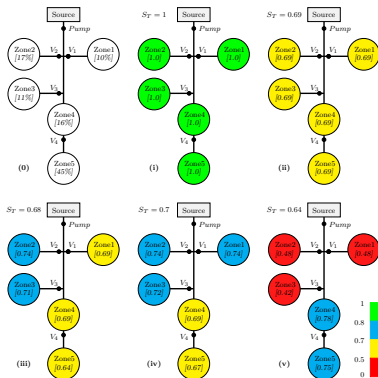 Source
Pump
Zone2
[17%]
V₂
V₁
Zone1
[10%]
Zone3
[11%]
V₃
Zone4
[16%]
V₄
Zone5
[45%]
(0)
S_T = 1
Source
Pump
Zone2
[1.0]
V₂
V₁
Zone1
[1.0]
Zone3
[1.0]
V₃
Zone4
[1.0]
V₄
Zone5
[1.0]
(i)
S_T = 0.69
Source
Pump
Zone2
[0.69]
V₂
V₁
Zone1
[0.69]
Zone3
[0.69]
V₃
Zone4
[0.69]
V₄
Zone5
[0.69]
(ii)
S_T = 0.68
Source
Pump
Zone2
[0.74]
V₂
V₁
Zone1
[0.69]
Zone3
[0.71]
V₃
Zone4
[0.69]
V₄
Zone5
[0.64]
(iii)
S_T = 0.7
Source
Pump
Zone2
[0.74]
V₂
V₁
Zone1
[0.74]
Zone3
[0.72]
V₃
Zone4
[0.69]
V₄
Zone5
[0.67]
(iv)
S_T = 0.64
Source
Pump
Zone2
[0.48]
V₂
V₁
Zone1
[0.48]
Zone3
[0.42]
V₃
Zone4
[0.78]
V₄
Zone5
[0.75]
(v)
1
0.8
0.7
0.5
0